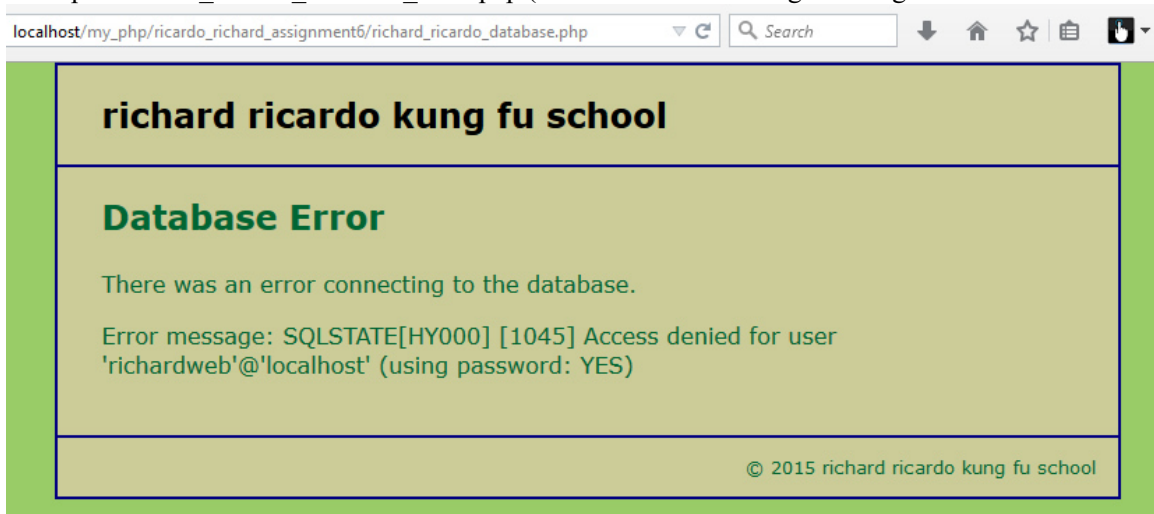 localhost/my_php/ricardo_richard_assignment6/richard_ricardo_database.php Search
richard ricardo kung fu school
Database Error
There was an error connecting to the database.
Error message: SQLSTATE[HY000] [1045] Access denied for user
'richardweb'@'localhost' (using password: YES)
© 2015 richard ricardo kung fu school